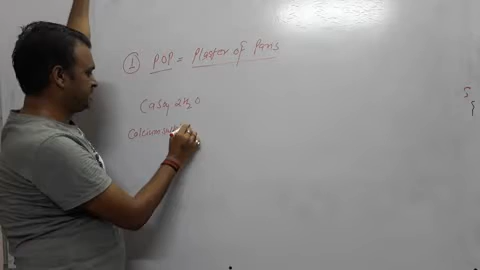 ① POP = Plaster of Paris
CaSO4 2H2O
Calcium